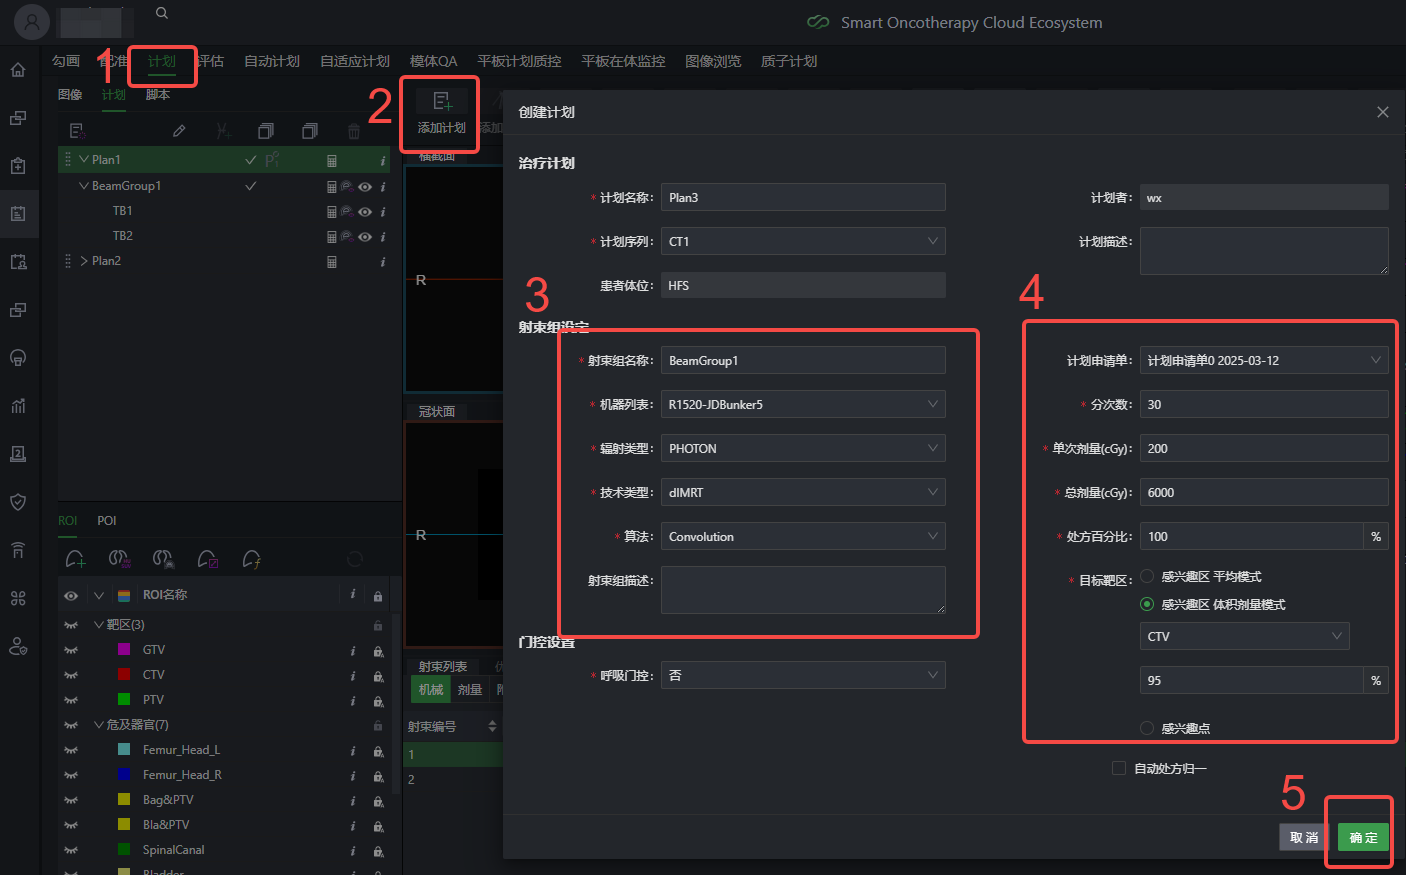 Smart Oncotherapy Cloud Ecosystem
1
勾画 配准 计划 评估 自动计划 自适应计划 模体QA 平板计划质控 平板在体监控 图像浏览 质子计划
图像 计划 脚本
2
添加计划 添加
Plan1
BeamGroup1
TB1
TB2
Plan2
横截面
R
冠状面
R
ROI POI
ROI名称
靶区(3)
GTV
CTV
PTV
危及器官(7)
Femur_Head_L
Femur_Head_R
Bag&PTV
Bla&PTV
SpinalCanal
Bladder
射束列表
机械 剂量
射束编号
1
2
创建计划
治疗计划
* 计划名称: Plan3
计划者: wx
* 计划序列: CT1
计划描述:
患者体位: HFS
3
4
射束组设定
* 射束组名称: BeamGroup1
计划申请单: 计划申请单0 2025-03-12
* 机器列表: R1520-JDBunker5
* 分次数: 30
* 辐射类型: PHOTON
* 单次剂量(cGy): 200
* 技术类型: dIMRT
* 总剂量(cGy): 6000
* 算法: Convolution
* 处方百分比: 100 %
射束组描述:
* 目标靶区: 感兴趣区 平均模式
感兴趣区 体积剂量模式
CTV
95 %
感兴趣点
门控设置
* 呼吸门控: 否
自动处方归一
5
取消 确定